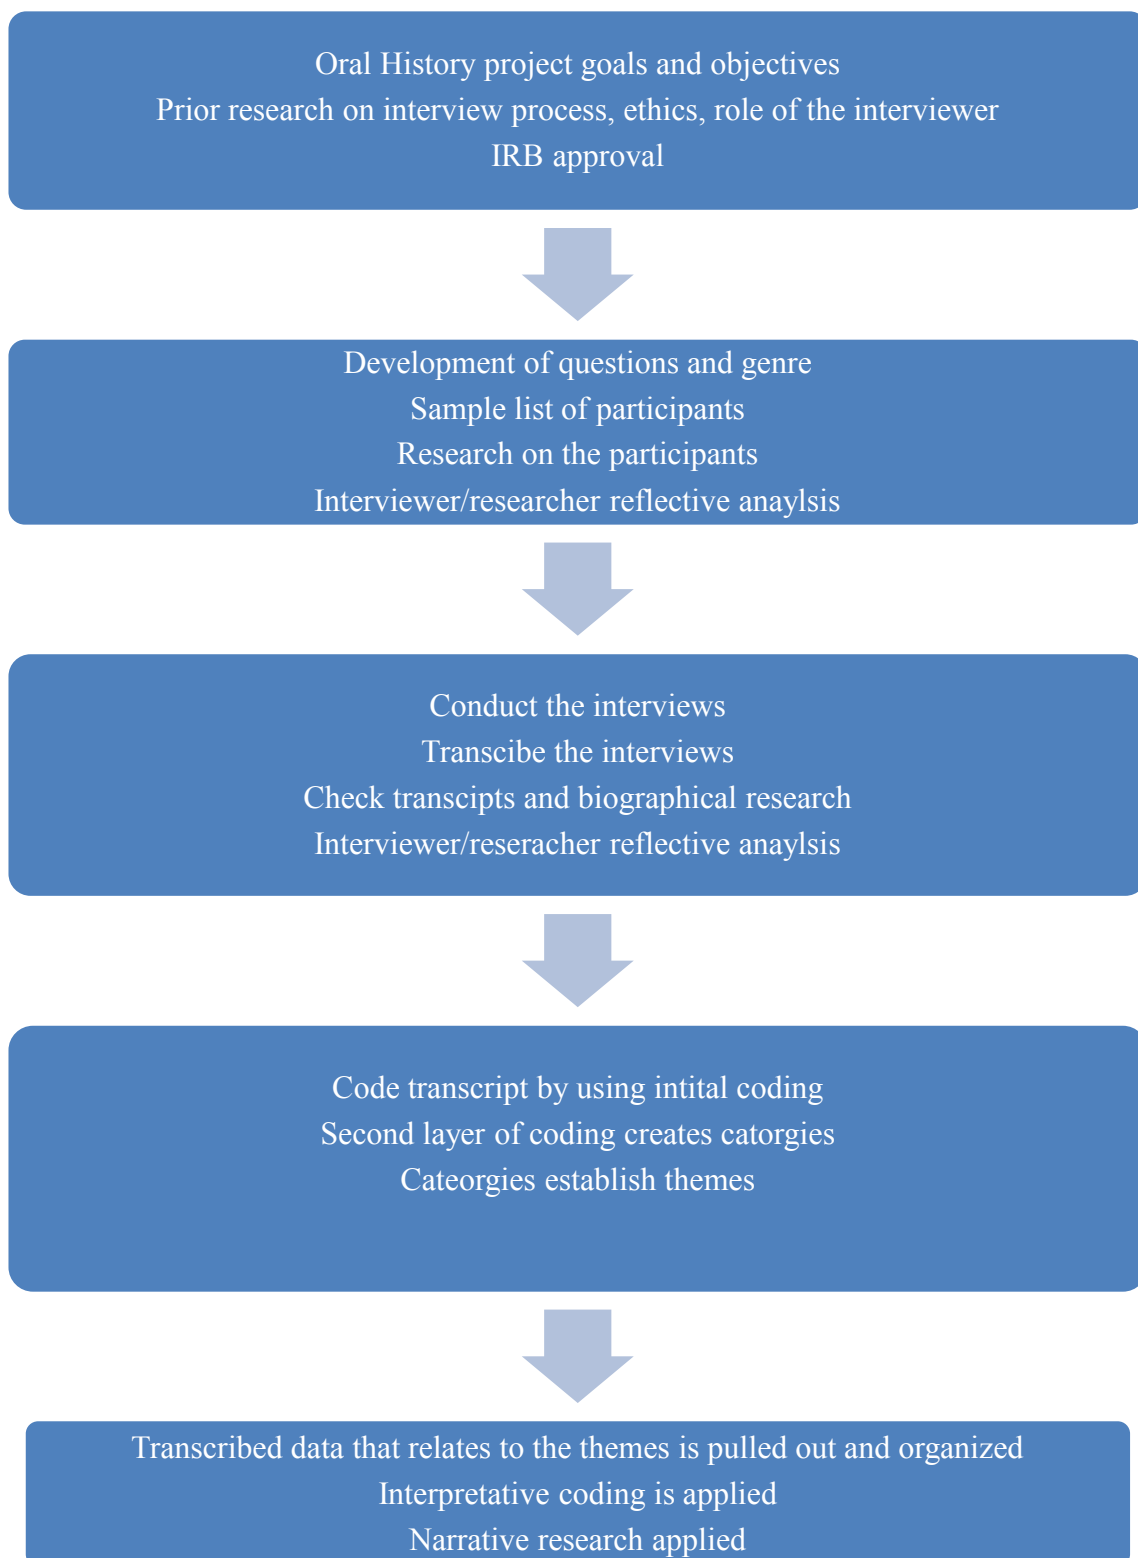 Oral History project goals and objectives
Prior research on interview process, ethics, role of the interviewer
IRB approval
Development of questions and genre
Sample list of participants
Research on the participants
Interviewer/researcher reflective anaylsis
Conduct the interviews
Transcibe the interviews
Check transcipts and biographical research
Interviewer/reseracher reflective anaylsis
Code transcript by using intital coding
Second layer of coding creates catorgies
Cateorgies establish themes
Transcribed data that relates to the themes is pulled out and organized
Interpretative coding is applied
Narrative research applied